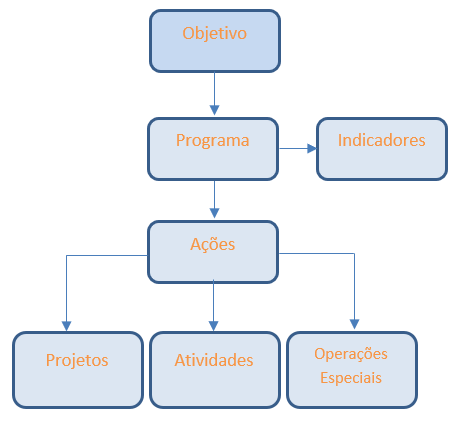 Objetivo
Programa
Indicadores
Ações
Projetos
Atividades
Operações
Especiais